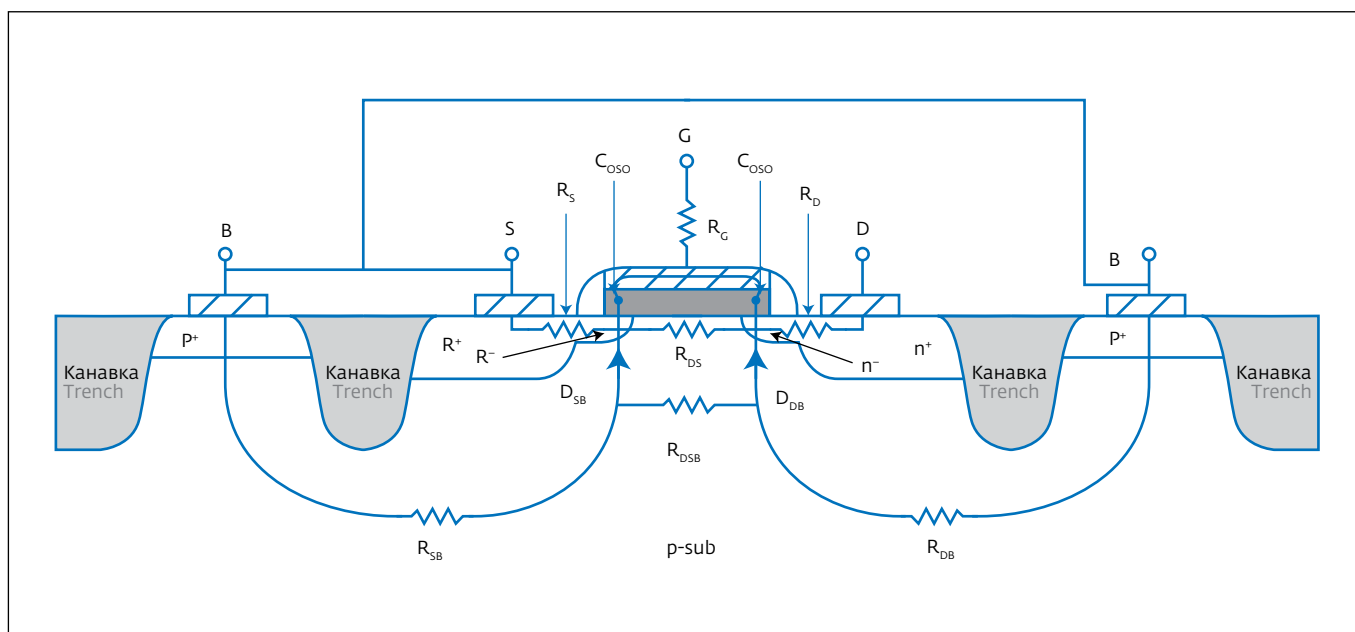 G
C_OSO
C_OSO
R_S
R_D
R_G
B
S
D
B
P⁺
R⁺
R⁻
R_DS
n⁻
n⁺
P⁺
Канавка
Trench
Канавка
Trench
Канавка
Trench
Канавка
Trench
D_SB
D_DB
R_DSB
R_SB
p-sub
R_DB